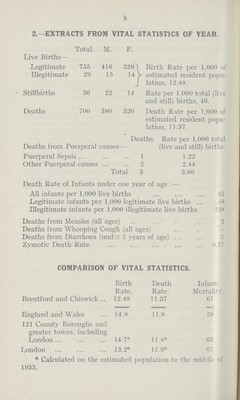 8
2.—EXTRACTS FROM VITAL STATISTICS OF YEAR.
Total. M. F.
Live Births—
Legitimate 755 416 339 Birth Rate per 1,000 of
Illegitimate 29 15 14 estimated resident popu-
lation, 12.48.
Stillbirths 36 22 14 Rate per 1,000 total (live
and still) births, 46.
Deaths 700 380 320 Death Rate per 1,000 of
estimated resident popu-
lation, 11.37.
Deaths. Rate per 1,000 total
Deaths from Puerperal causes— (live and still) births.
Puerperal Sepsis ... 1 1.22
Other Puerperal causes ... 2 2.44
Total 3 3.66
Death Rate of Infants under one year of age :—
All infants per 1,000 live births ... 61
Legitimate infants per 1,000 legitimate live births ... 58
Illegitimate infants per 1,000 illegitimate live births 138
Deaths from Measles (all ages) ... 2
Deaths from Whooping Cough (all ages) ... 2
Deaths from Diarrhoea (under 2 years of age) ...
Zymotic Death Rate ... 0.17
COMPARISON OF VITAL STATISTICS.
Birth Death Infant
Rate. Rate. Mortality.
Brentford and Chiswick... 12.48 11.37 61
England and Wales ... 14.8 11.8 59
121 County Boroughs and
greater towns, including
London ... 14.7* 11.8* 63
London ... 13.2* 11.9* 67
* Calculated on the estimated population to the middle of
1933.